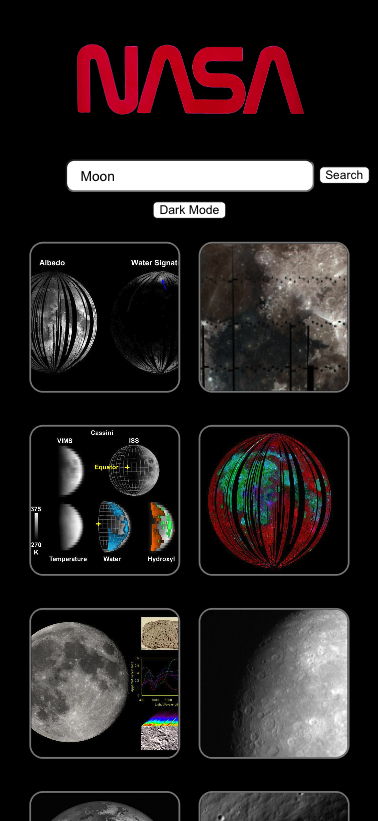 NASA
Moon
Search
Dark Mode
Albedo
Water Signat
Cassini
VIMS
ISS
Equator
375
270
K
Temperature
Water
Hydroxyl